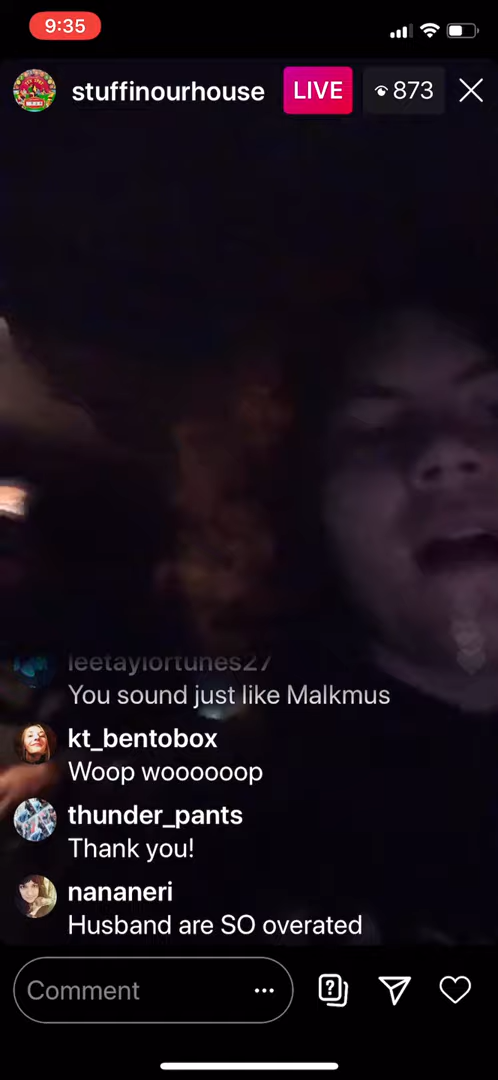 9:35
stuffinourhouse LIVE 873
leetaylortunes27
You sound just like Malkmus
kt_bentobox
Woop woooooop
thunder_pants
Thank you!
nananeri
Husband are SO overated
Comment